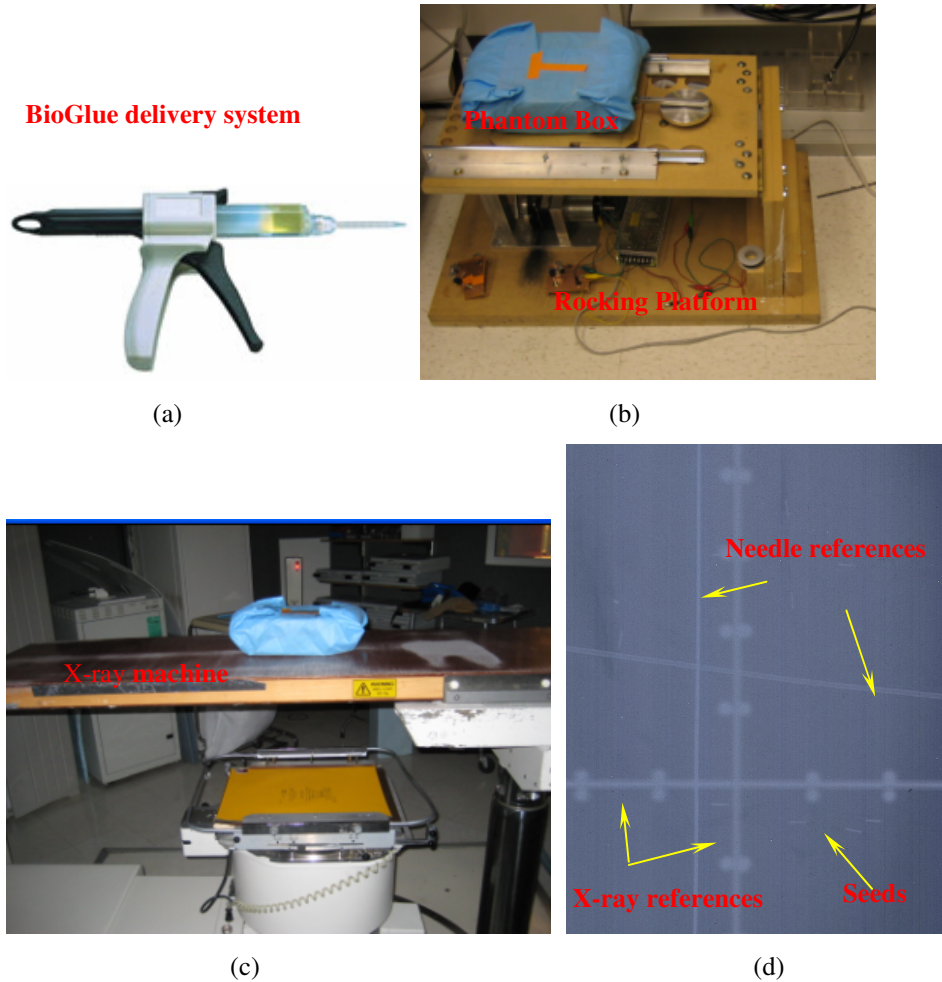 BioGlue delivery system
Phantom Box
Rocking Platform
(a)
(b)
X-ray machine
Needle references
X-ray references
Seeds
(c)
(d)